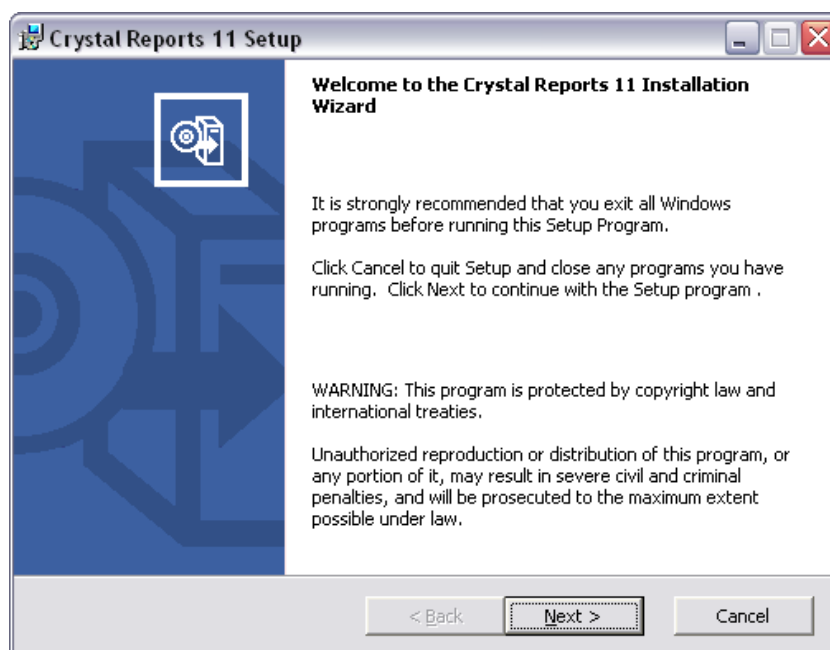 Crystal Reports 11 Setup
Welcome to the Crystal Reports 11 Installation
Wizard
It is strongly recommended that you exit all Windows
programs before running this Setup Program.
Click Cancel to quit Setup and close any programs you have
running.  Click Next to continue with the Setup program .
WARNING: This program is protected by copyright law and
international treaties.
Unauthorized reproduction or distribution of this program, or
any portion of it, may result in severe civil and criminal
penalties, and will be prosecuted to the maximum extent
possible under law.
< Back Next > Cancel